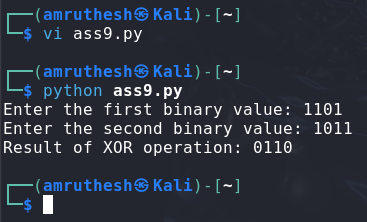 ┌──(amruthesh㉿Kali)-[~]
└─$ vi ass9.py
┌──(amruthesh㉿Kali)-[~]
└─$ python ass9.py
Enter the first binary value: 1101
Enter the second binary value: 1011
Result of XOR operation: 0110
┌──(amruthesh㉿Kali)-[~]
└─$